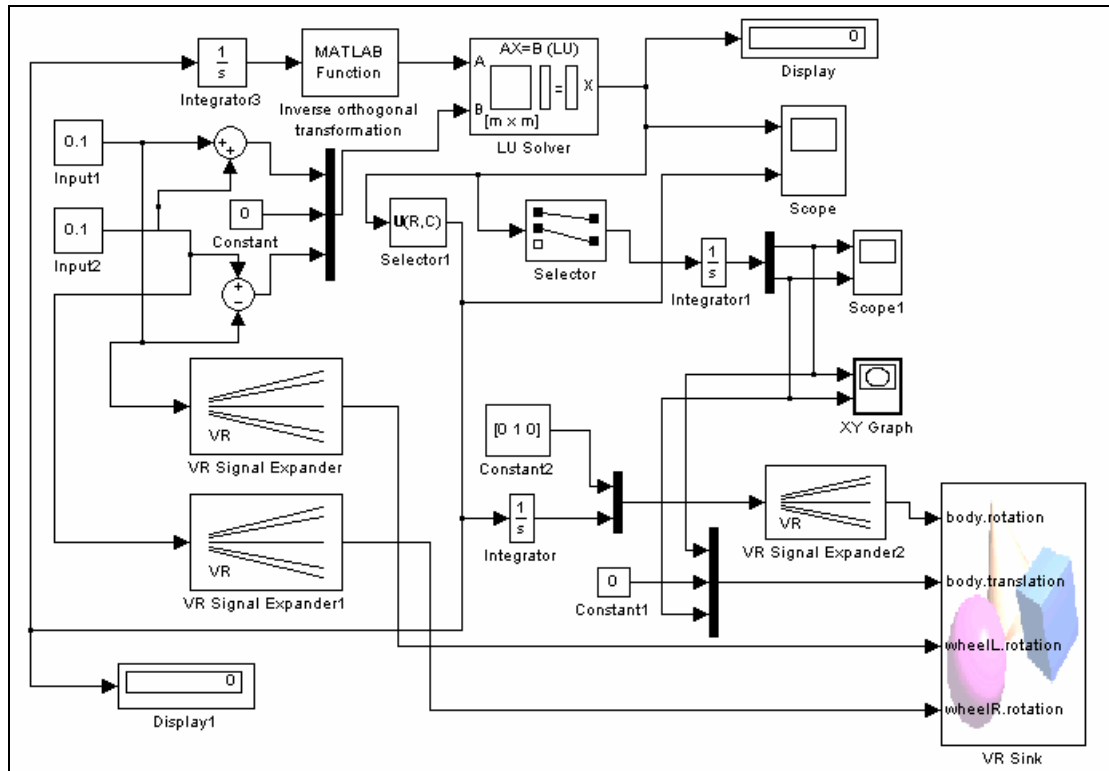 1
s
Integrator3
MATLAB
Function
Inverse orthogonal
transformation
AX=B (LU)
A
B
=
X
[m x m]
LU Solver
0
Display
0.1
Input1
+
+
0.1
Input2
0
Constant
+
−
U(R,C)
Selector1
Selector
1
s
Integrator1
Scope
Scope1
XY Graph
VR
VR Signal Expander
VR
VR Signal Expander1
[0 1 0]
Constant2
1
s
Integrator
VR
VR Signal Expander2
0
Constant1
body.rotation
body.translation
wheelL.rotation
wheelR.rotation
VR Sink
0
Display1